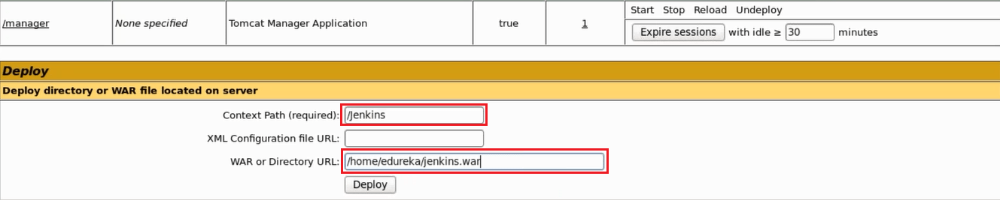 /manager None specified Tomcat Manager Application true 1 Start Stop Reload Undeploy
Expire sessions with idle ≥ 30 minutes
Deploy
Deploy directory or WAR file located on server
Context Path (required): /Jenkins
XML Configuration file URL:
WAR or Directory URL: /home/edureka/jenkins.war
Deploy